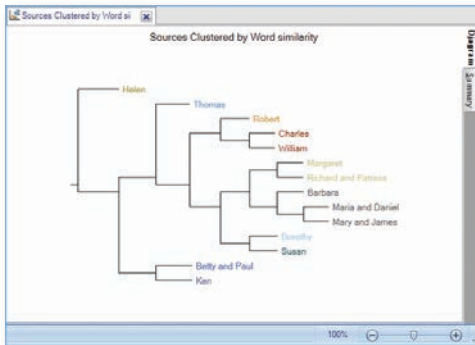 Sources Clustered by Word si
Sources Clustered by Word similarity
Diagram
Summary
Helen
Thomas
Robert
Charles
William
Margaret
Richard and Patricia
Barbara
Maria and Daniel
Mary and James
Dorothy
Susan
Betty and Paul
Ken
100%